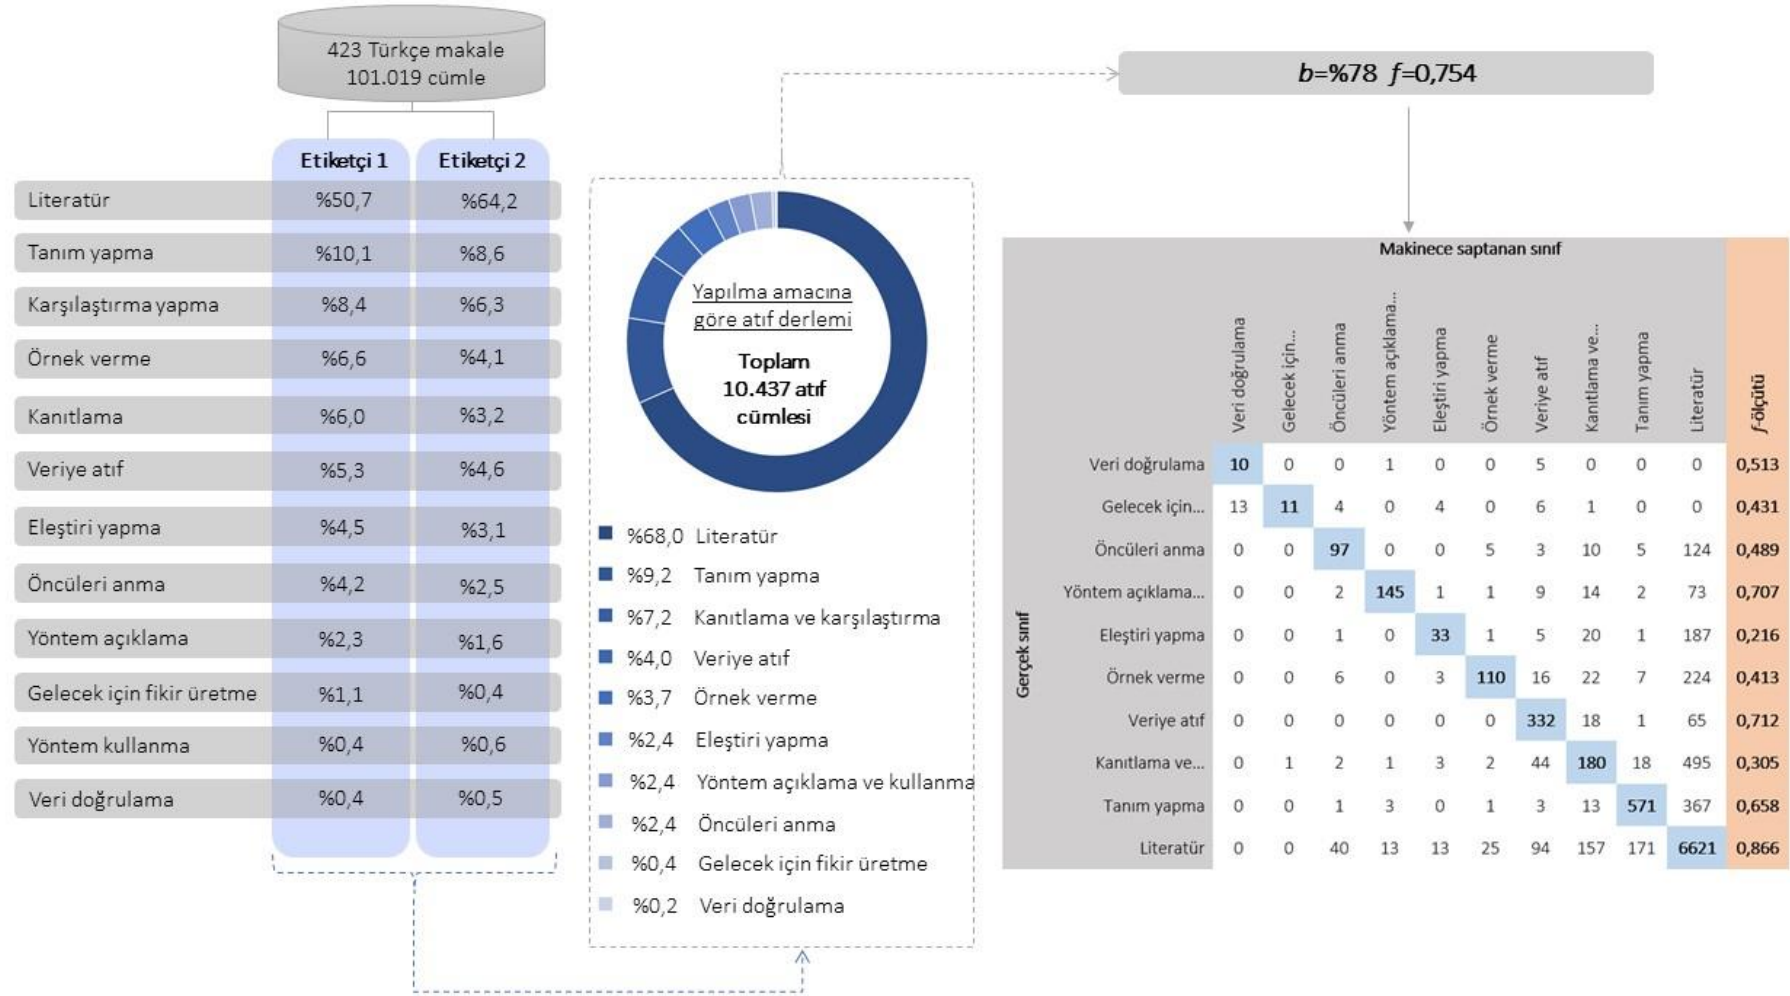 423 Türkçe makale
101.019 cümle
Etiketçi 1 Etiketçi 2
Literatür %50,7 %64,2
Tanım yapma %10,1 %8,6
Karşılaştırma yapma %8,4 %6,3
Örnek verme %6,6 %4,1
Kanıtlama %6,0 %3,2
Veriye atıf %5,3 %4,6
Eleştiri yapma %4,5 %3,1
Öncüleri anma %4,2 %2,5
Yöntem açıklama %2,3 %1,6
Gelecek için fikir üretme %1,1 %0,4
Yöntem kullanma %0,4 %0,6
Veri doğrulama %0,4 %0,5
Yapılma amacına
göre atıf derlemi
Toplam
10.437 atıf
cümlesi
%68,0 Literatür
%9,2 Tanım yapma
%7,2 Kanıtlama ve karşılaştırma
%4,0 Veriye atıf
%3,7 Örnek verme
%2,4 Eleştiri yapma
%2,4 Yöntem açıklama ve kullanma
%2,4 Öncüleri anma
%0,4 Gelecek için fikir üretme
%0,2 Veri doğrulama
b=%78 f=0,754
Makinece saptanan sınıf
Veri doğrulama
Gelecek için...
Öncüleri anma
Yöntem açıklama...
Eleştiri yapma
Örnek verme
Veriye atıf
Kanıtlama ve...
Tanım yapma
Literatür
f-ölçütü
Gerçek sınıf
Veri doğrulama 10 0 0 1 0 0 5 0 0 0 0,513
Gelecek için... 13 11 4 0 4 0 6 1 0 0 0,431
Öncüleri anma 0 0 97 0 0 5 3 10 5 124 0,489
Yöntem açıklama... 0 0 2 145 1 1 9 14 2 73 0,707
Eleştiri yapma 0 0 1 0 33 1 5 20 1 187 0,216
Örnek verme 0 0 6 0 3 110 16 22 7 224 0,413
Veriye atıf 0 0 0 0 0 0 332 18 1 65 0,712
Kanıtlama ve... 0 1 2 1 3 2 44 180 18 495 0,305
Tanım yapma 0 0 1 3 0 1 3 13 571 367 0,658
Literatür 0 0 40 13 13 25 94 157 171 6621 0,866